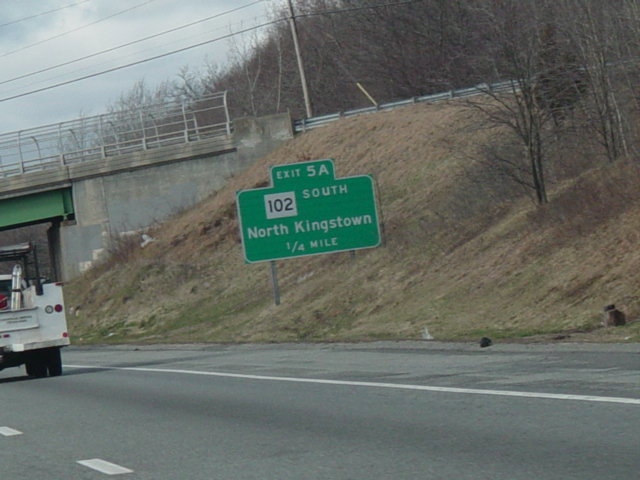 EXIT 5A
102 SOUTH
North Kingstown
1/4 MILE